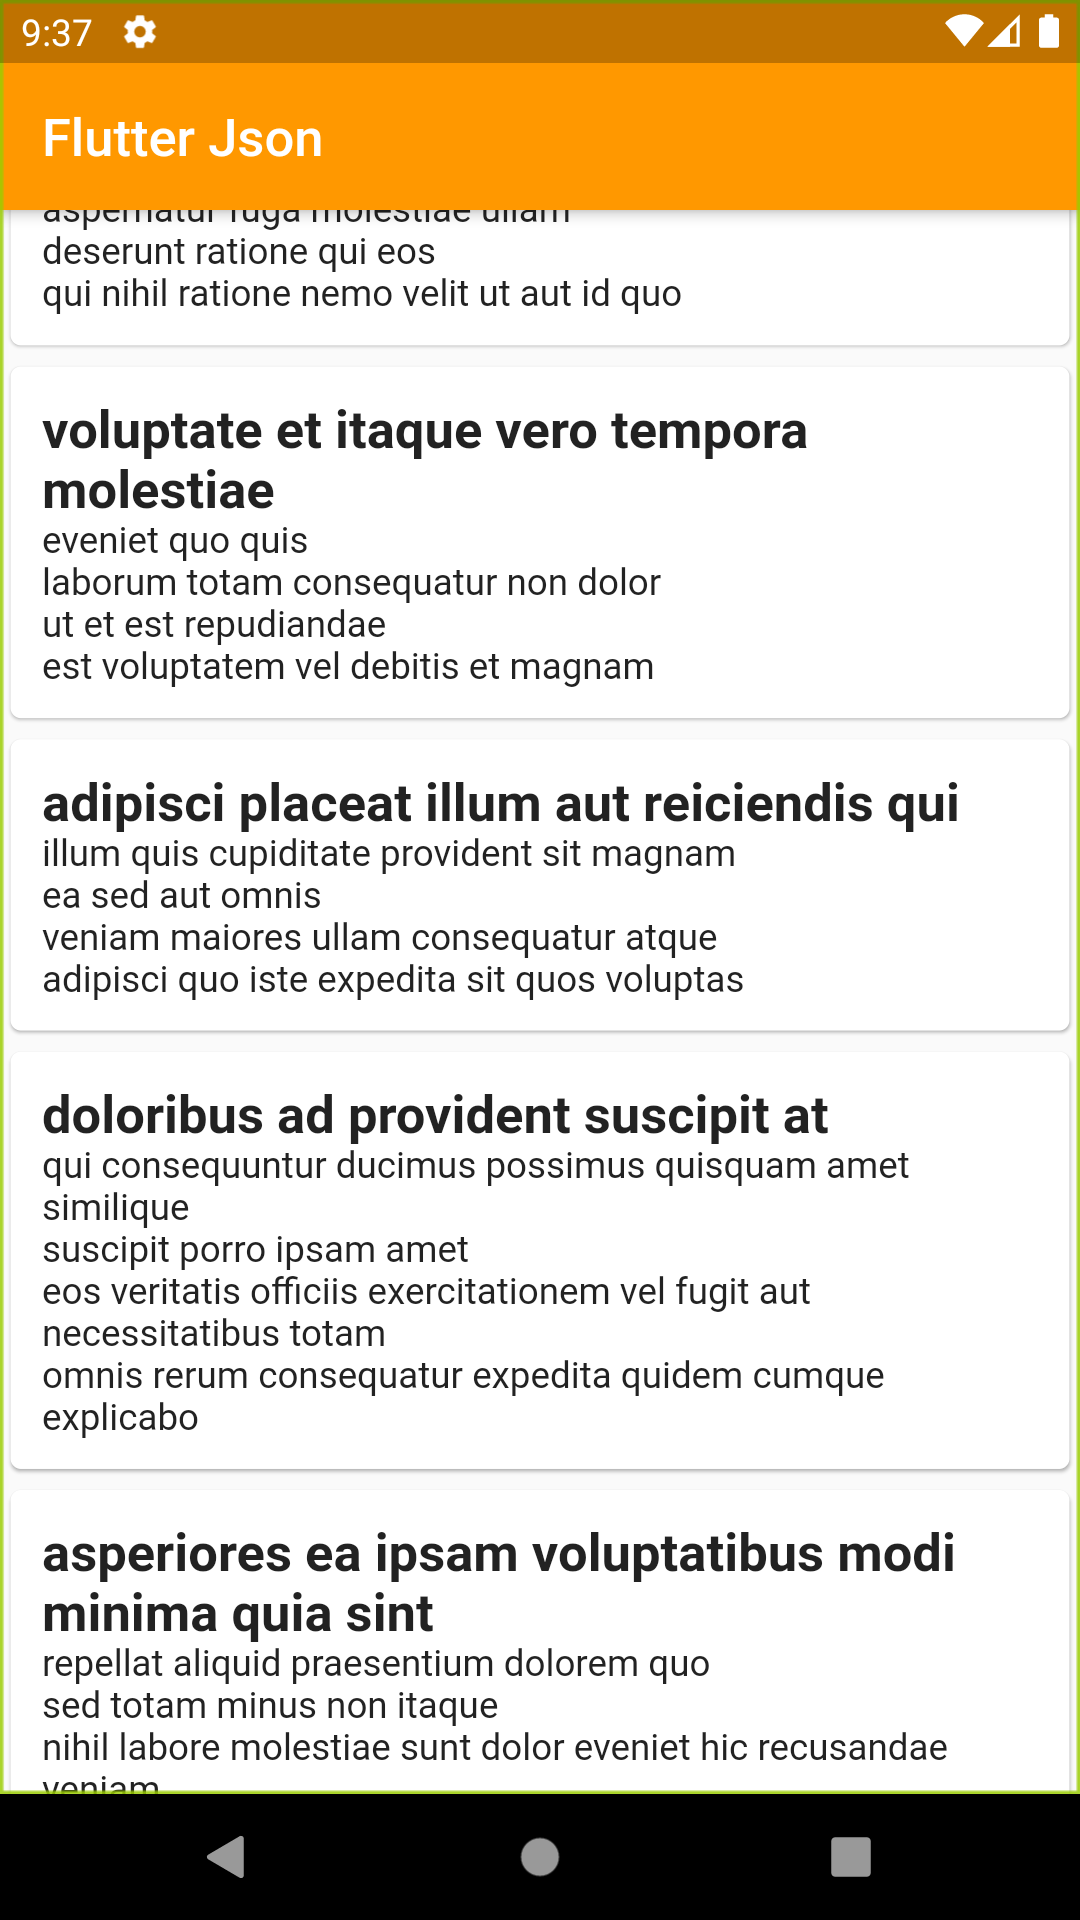 9:37
Flutter Json
aspernatur fuga molestiae ullam
deserunt ratione qui eos
qui nihil ratione nemo velit ut aut id quo
voluptate et itaque vero tempora
molestiae
eveniet quo quis
laborum totam consequatur non dolor
ut et est repudiandae
est voluptatem vel debitis et magnam
adipisci placeat illum aut reiciendis qui
illum quis cupiditate provident sit magnam
ea sed aut omnis
veniam maiores ullam consequatur atque
adipisci quo iste expedita sit quos voluptas
doloribus ad provident suscipit at
qui consequuntur ducimus possimus quisquam amet
similique
suscipit porro ipsam amet
eos veritatis officiis exercitationem vel fugit aut
necessitatibus totam
omnis rerum consequatur expedita quidem cumque
explicabo
asperiores ea ipsam voluptatibus modi
minima quia sint
repellat aliquid praesentium dolorem quo
sed totam minus non itaque
nihil labore molestiae sunt dolor eveniet hic recusandae
veniam